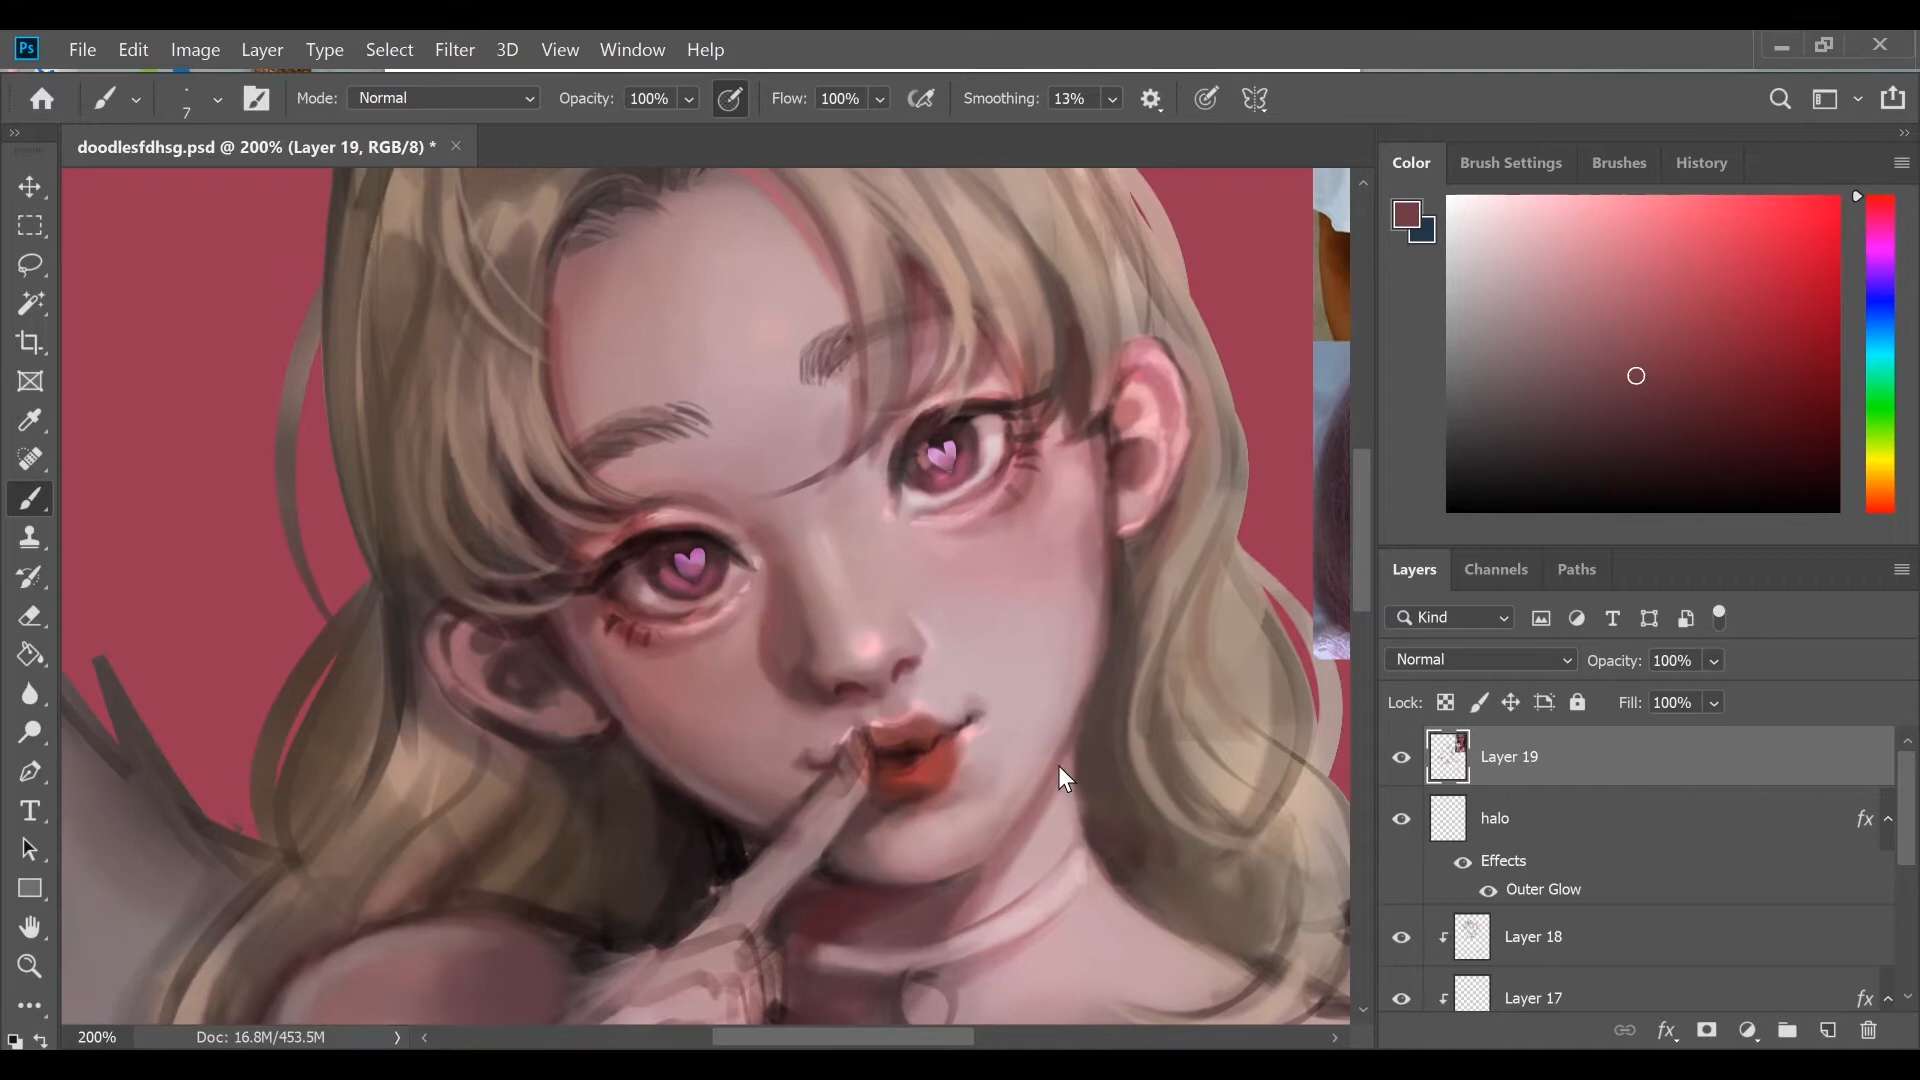 Ps File Edit Image Layer Type Select Filter 3D View Window Help
7 Mode: Normal Opacity: 100% Flow: 100% Smoothing: 13%
doodlesfdhsg.psd @ 200% (Layer 19, RGB/8) *
Color Brush Settings Brushes History
Layers Channels Paths
Kind
Normal Opacity: 100%
Lock: Fill: 100%
Layer 19
halo fx
Effects
Outer Glow
Layer 18
Layer 17 fx
200% Doc: 16.8M/453.5M fx